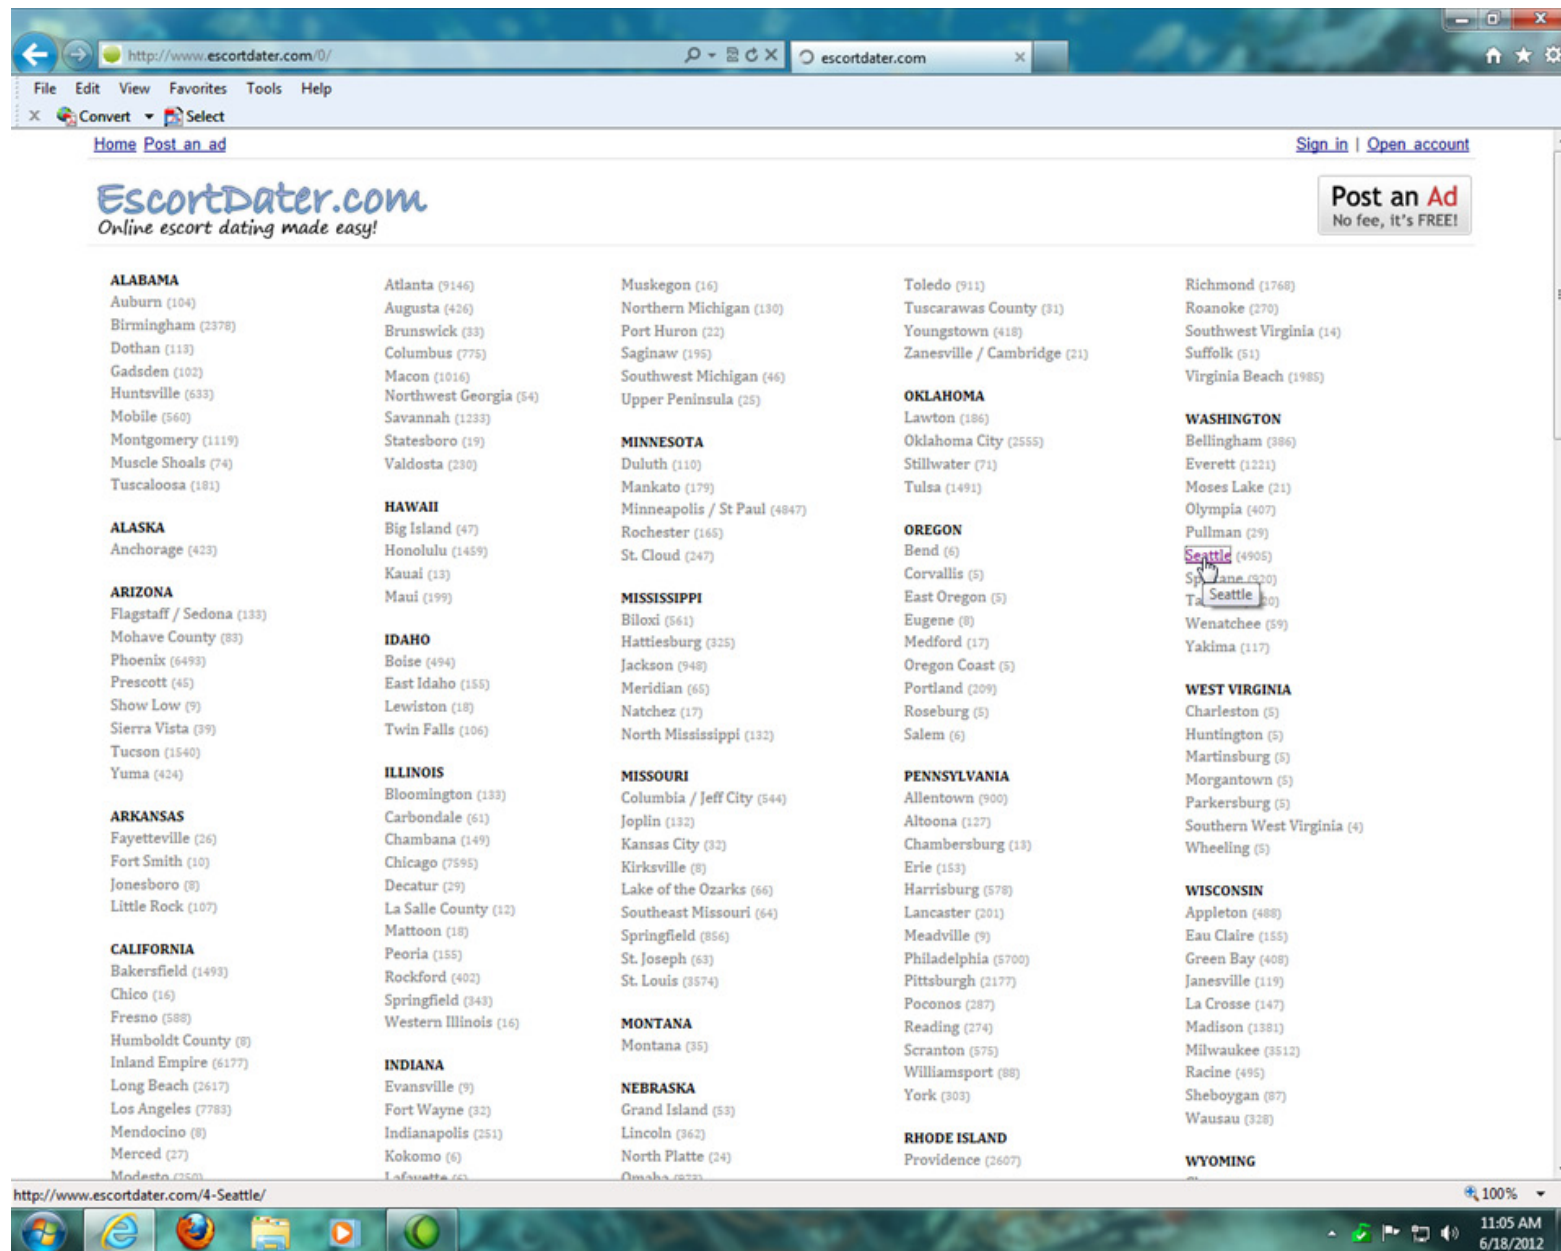 http://www.escortdater.com/0/
escortdater.com
File Edit View Favorites Tools Help
Convert Select
Home Post an ad
Sign in | Open account
EscortDater.com
Online escort dating made easy!
Post an Ad
No fee, it's FREE!
ALABAMA
Auburn (104)
Birmingham (2378)
Dothan (113)
Gadsden (102)
Huntsville (633)
Mobile (560)
Montgomery (1119)
Muscle Shoals (74)
Tuscaloosa (181)
ALASKA
Anchorage (423)
ARIZONA
Flagstaff / Sedona (133)
Mohave County (83)
Phoenix (6493)
Prescott (45)
Show Low (9)
Sierra Vista (39)
Tucson (1540)
Yuma (424)
ARKANSAS
Fayetteville (26)
Fort Smith (10)
Jonesboro (8)
Little Rock (107)
CALIFORNIA
Bakersfield (1493)
Chico (16)
Fresno (588)
Humboldt County (8)
Inland Empire (6177)
Long Beach (2617)
Los Angeles (7783)
Mendocino (8)
Merced (27)
Modesto (250)
Atlanta (9146)
Augusta (426)
Brunswick (33)
Columbus (775)
Macon (1016)
Northwest Georgia (54)
Savannah (1233)
Statesboro (19)
Valdosta (230)
HAWAII
Big Island (47)
Honolulu (1459)
Kauai (13)
Maui (199)
IDAHO
Boise (494)
East Idaho (155)
Lewiston (18)
Twin Falls (106)
ILLINOIS
Bloomington (133)
Carbondale (61)
Chambana (149)
Chicago (7595)
Decatur (29)
La Salle County (12)
Mattoon (18)
Peoria (155)
Rockford (402)
Springfield (343)
Western Illinois (16)
INDIANA
Evansville (9)
Fort Wayne (32)
Indianapolis (251)
Kokomo (6)
Lafayette (6)
Muskegon (16)
Northern Michigan (130)
Port Huron (22)
Saginaw (195)
Southwest Michigan (46)
Upper Peninsula (25)
MINNESOTA
Duluth (110)
Mankato (179)
Minneapolis / St Paul (4847)
Rochester (165)
St. Cloud (247)
MISSISSIPPI
Biloxi (561)
Hattiesburg (325)
Jackson (948)
Meridian (65)
Natchez (17)
North Mississippi (132)
MISSOURI
Columbia / Jeff City (544)
Joplin (132)
Kansas City (32)
Kirksville (8)
Lake of the Ozarks (66)
Southeast Missouri (64)
Springfield (856)
St. Joseph (63)
St. Louis (3574)
MONTANA
Montana (35)
NEBRASKA
Grand Island (53)
Lincoln (362)
North Platte (24)
Omaha
Toledo (911)
Tuscarawas County (31)
Youngstown (418)
Zanesville / Cambridge (21)
OKLAHOMA
Lawton (186)
Oklahoma City (2555)
Stillwater (71)
Tulsa (1491)
OREGON
Bend (6)
Corvallis (5)
East Oregon (5)
Eugene (8)
Medford (17)
Oregon Coast (5)
Portland (209)
Roseburg (5)
Salem (6)
PENNSYLVANIA
Allentown (900)
Altoona (127)
Chambersburg (13)
Erie (153)
Harrisburg (578)
Lancaster (201)
Meadville (9)
Philadelphia (5700)
Pittsburgh (2177)
Poconos (287)
Reading (274)
Scranton (575)
Williamsport (88)
York (303)
RHODE ISLAND
Providence (2607)
Richmond (1768)
Roanoke (270)
Southwest Virginia (14)
Suffolk (51)
Virginia Beach (1985)
WASHINGTON
Bellingham (386)
Everett (1221)
Moses Lake (21)
Olympia (407)
Pullman (29)
Seattle (4905)
(920)
Seattle
Wenatchee (59)
Yakima (117)
WEST VIRGINIA
Charleston (5)
Huntington (5)
Martinsburg (5)
Morgantown (5)
Parkersburg (5)
Southern West Virginia (4)
Wheeling (5)
WISCONSIN
Appleton (488)
Eau Claire (155)
Green Bay (408)
Janesville (119)
La Crosse (147)
Madison (1381)
Milwaukee (3512)
Racine (495)
Sheboygan (87)
Wausau (328)
WYOMING
http://www.escortdater.com/4-Seattle/
100%
11:05 AM
6/18/2012